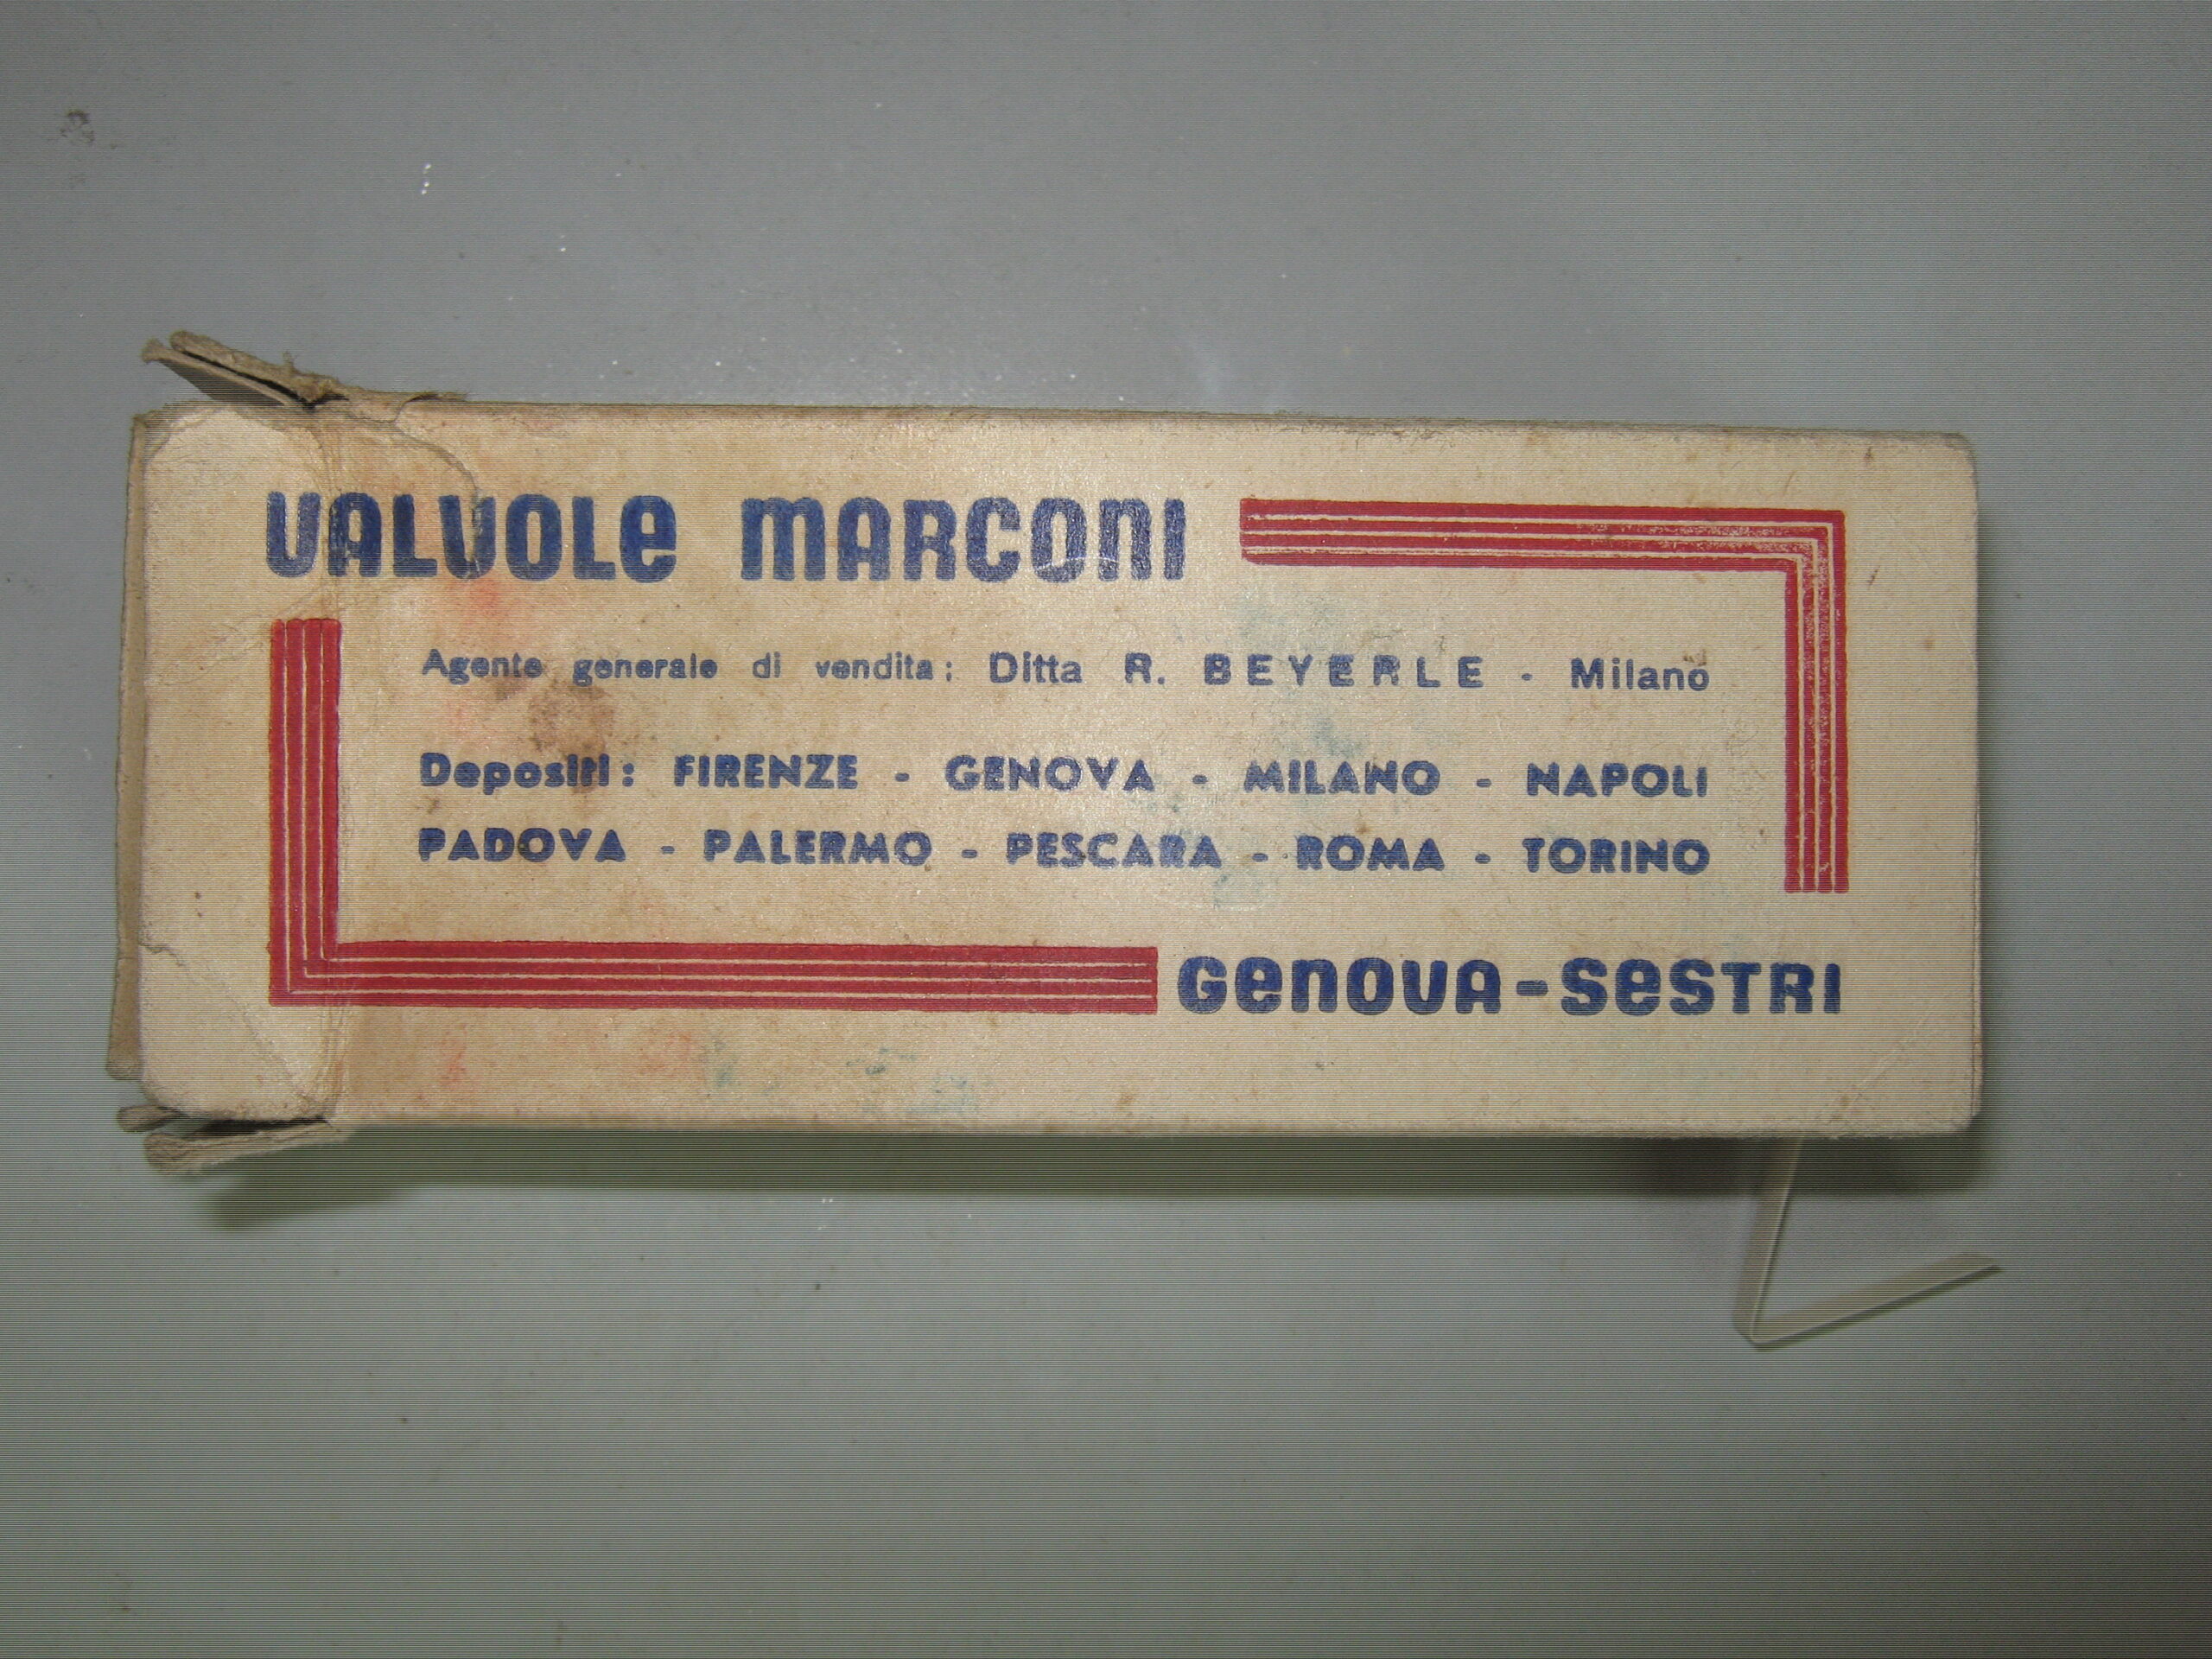 VALVOLE MARCONI
Agente generale di vendita: Ditta R. BEYERLE - Milano
Depositi: FIRENZE - GENOVA - MILANO - NAPOLI
PADOVA - PALERMO - PESCARA - ROMA - TORINO
GENOVA-SESTRI